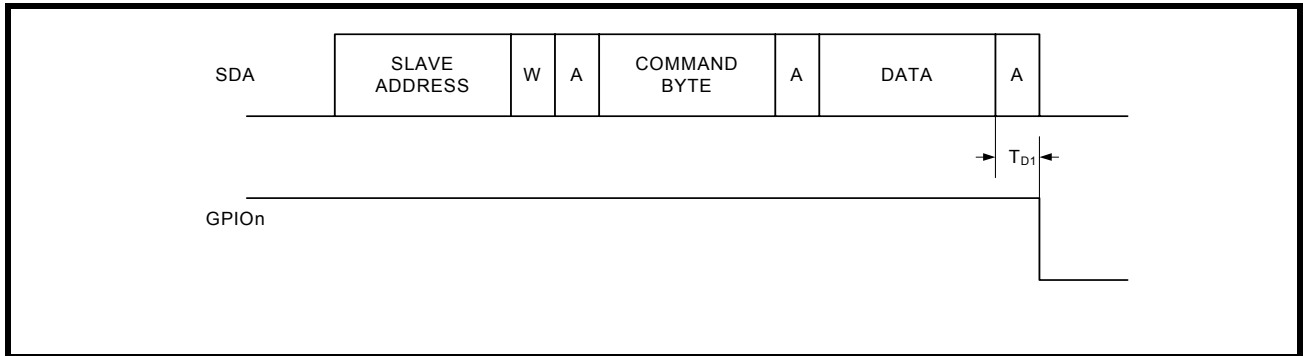 SDA
SLAVE
ADDRESS
W
A
COMMAND
BYTE
A
DATA
A
TD1
GPIOn